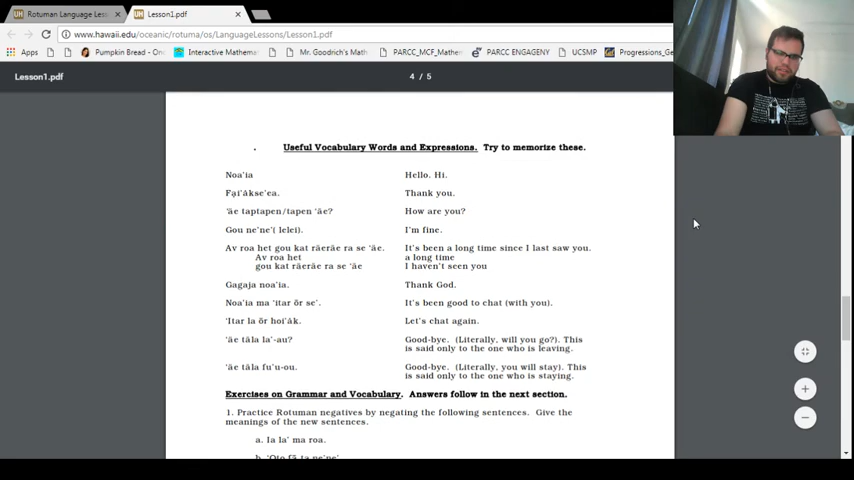 Rotuman Language Less
Lesson1.pdf
www.hawaii.edu/oceanic/rotuma/os/LanguageLessons/Lesson1.pdf
Apps Pumpkin Bread - On Interactive Mathema Mr. Goodrich's Math PARCC_MCF_Mathem PARCC ENGAGENY UCSMP Progressions_Ge
Lesson1.pdf 4 / 5
. Useful Vocabulary Words and Expressions. Try to memorize these.
Noa'ia Hello. Hi.
Fại'ȧkse'ea. Thank you.
'äe taptapen/tapen 'äe? How are you?
Gou ne'ne'( lelei). I'm fine.
Av roa het gou kat räeräe ra se 'äe. It's been a long time since I last saw you.
Av roa het a long time
gou kat räeräe ra se 'äe I haven't seen you
Gagaja noa'ia. Thank God.
Noa'ia ma 'itar ōr se'. It's been good to chat (with you).
'Itar la ōr hoi'ȧk. Let's chat again.
'äe täla la'-au? Good-bye. (Literally, will you go?). This
is said only to the one who is leaving.
'äe täla fu'u-ou. Good-bye. (Literally, you will stay). This
is said only to the one who is staying.
Exercises on Grammar and Vocabulary. Answers follow in the next section.
1. Practice Rotuman negatives by negating the following sentences. Give the
meanings of the new sentences.
a. Ia la' ma roa.